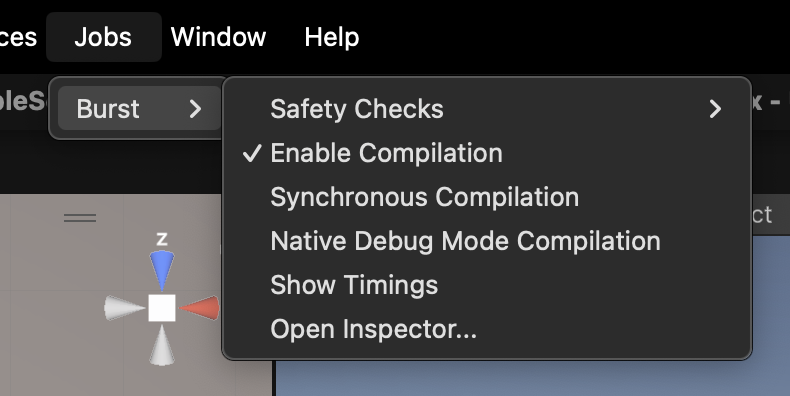 ces Jobs Window Help
Burst
Safety Checks
✓ Enable Compilation
Synchronous Compilation
Native Debug Mode Compilation
Show Timings
Open Inspector...
z
ct